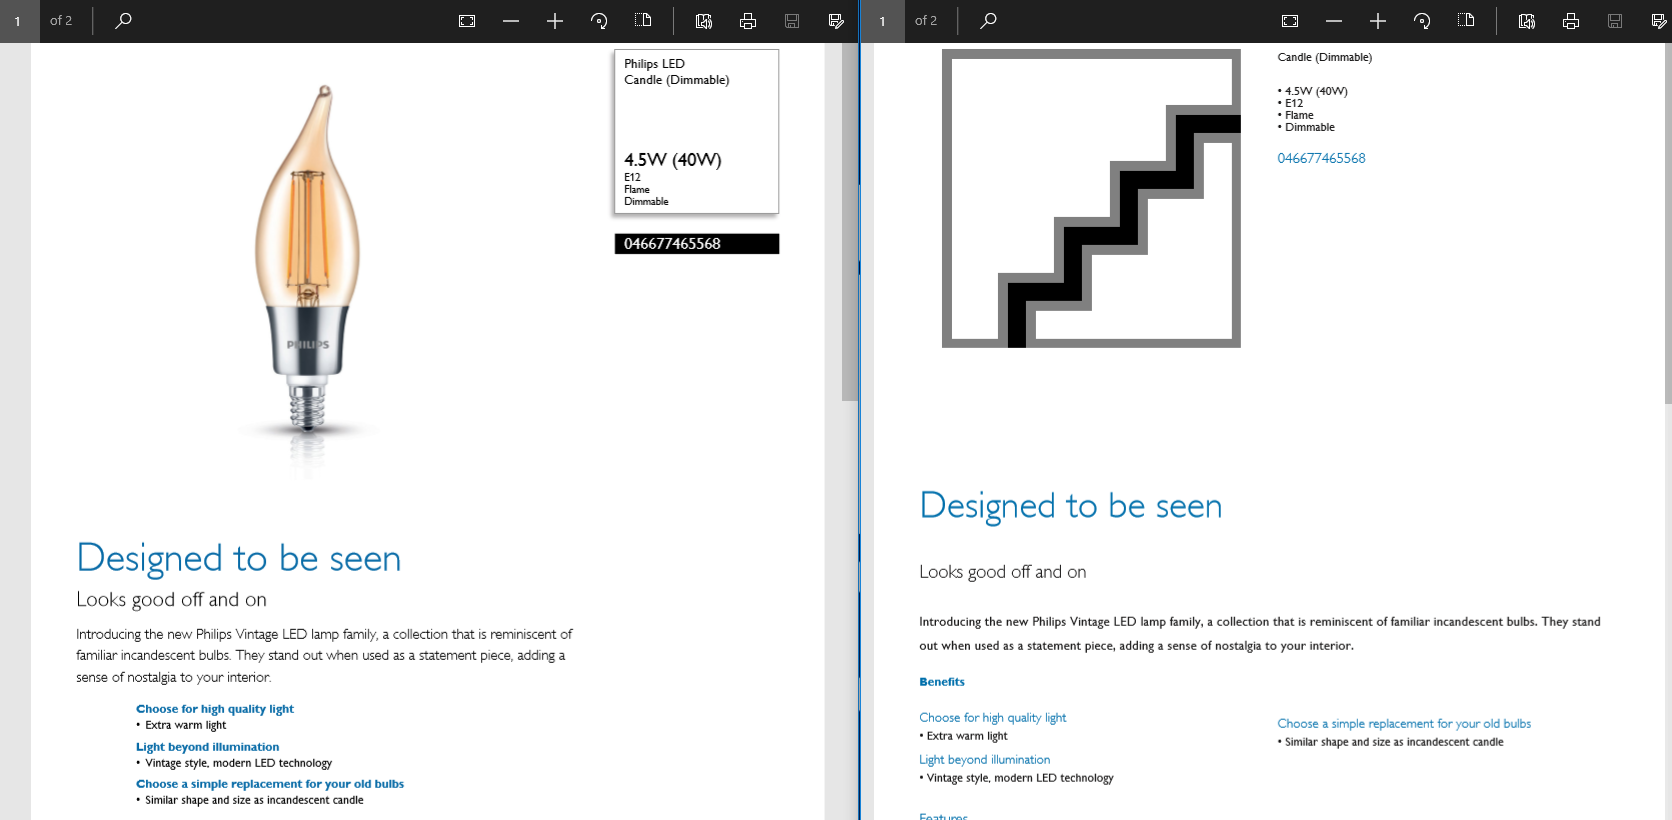 1 of 2
Philips LED
Candle (Dimmable)
4.5W (40W)
E12
Flame
Dimmable
046677465568
PHILIPS
Designed to be seen
Looks good off and on
Introducing the new Philips Vintage LED lamp family, a collection that is reminiscent of
familiar incandescent bulbs. They stand out when used as a statement piece, adding a
sense of nostalgia to your interior.
Choose for high quality light
• Extra warm light
Light beyond illumination
• Vintage style, modern LED technology
Choose a simple replacement for your old bulbs
• Similar shape and size as incandescent candle
1 of 2
Candle (Dimmable)
• 4.5W (40W)
• E12
• Flame
• Dimmable
046677465568
Designed to be seen
Looks good off and on
Introducing the new Philips Vintage LED lamp family, a collection that is reminiscent of familiar incandescent bulbs. They stand
out when used as a statement piece, adding a sense of nostalgia to your interior.
Benefits
Choose for high quality light
• Extra warm light
Light beyond illumination
• Vintage style, modern LED technology
Choose a simple replacement for your old bulbs
• Similar shape and size as incandescent candle
Features